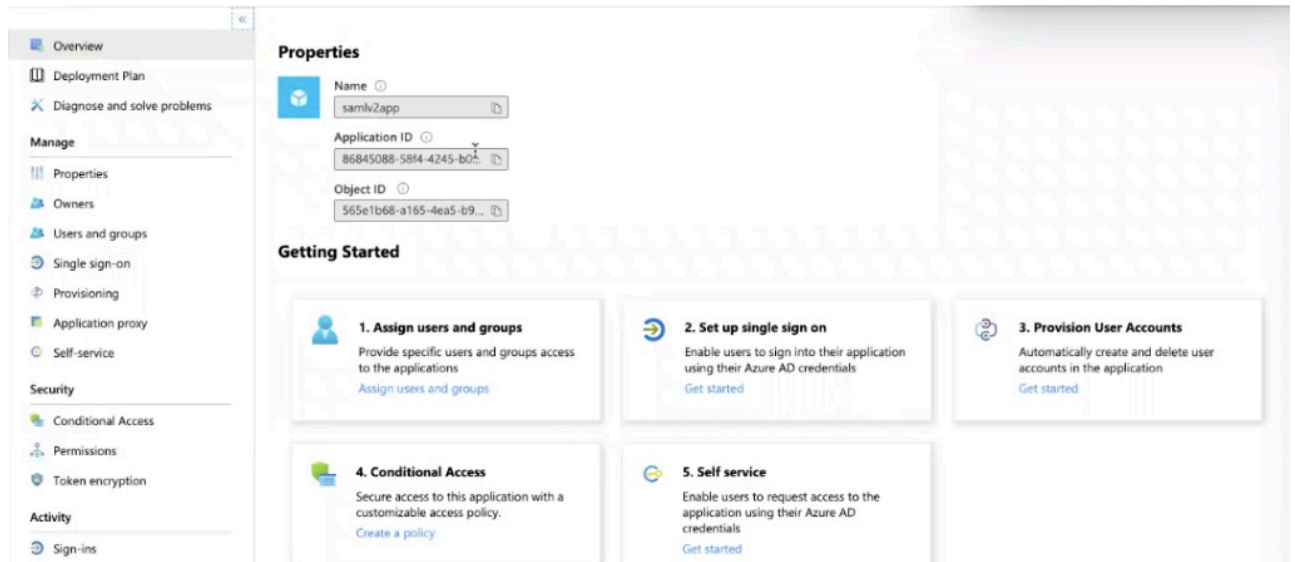 «
Overview
Deployment Plan
Diagnose and solve problems
Manage
Properties
Owners
Users and groups
Single sign-on
Provisioning
Application proxy
Self-service
Security
Conditional Access
Permissions
Token encryption
Activity
Sign-ins
Properties
Name
samlv2app
Application ID
86845088-58f4-4245-b0...
Object ID
565e1b68-a165-4ea5-b9...
Getting Started
1. Assign users and groups
Provide specific users and groups access
to the applications
Assign users and groups
2. Set up single sign on
Enable users to sign into their application
using their Azure AD credentials
Get started
3. Provision User Accounts
Automatically create and delete user
accounts in the application
Get started
4. Conditional Access
Secure access to this application with a
customizable access policy.
Create a policy
5. Self service
Enable users to request access to the
application using their Azure AD
credentials
Get started